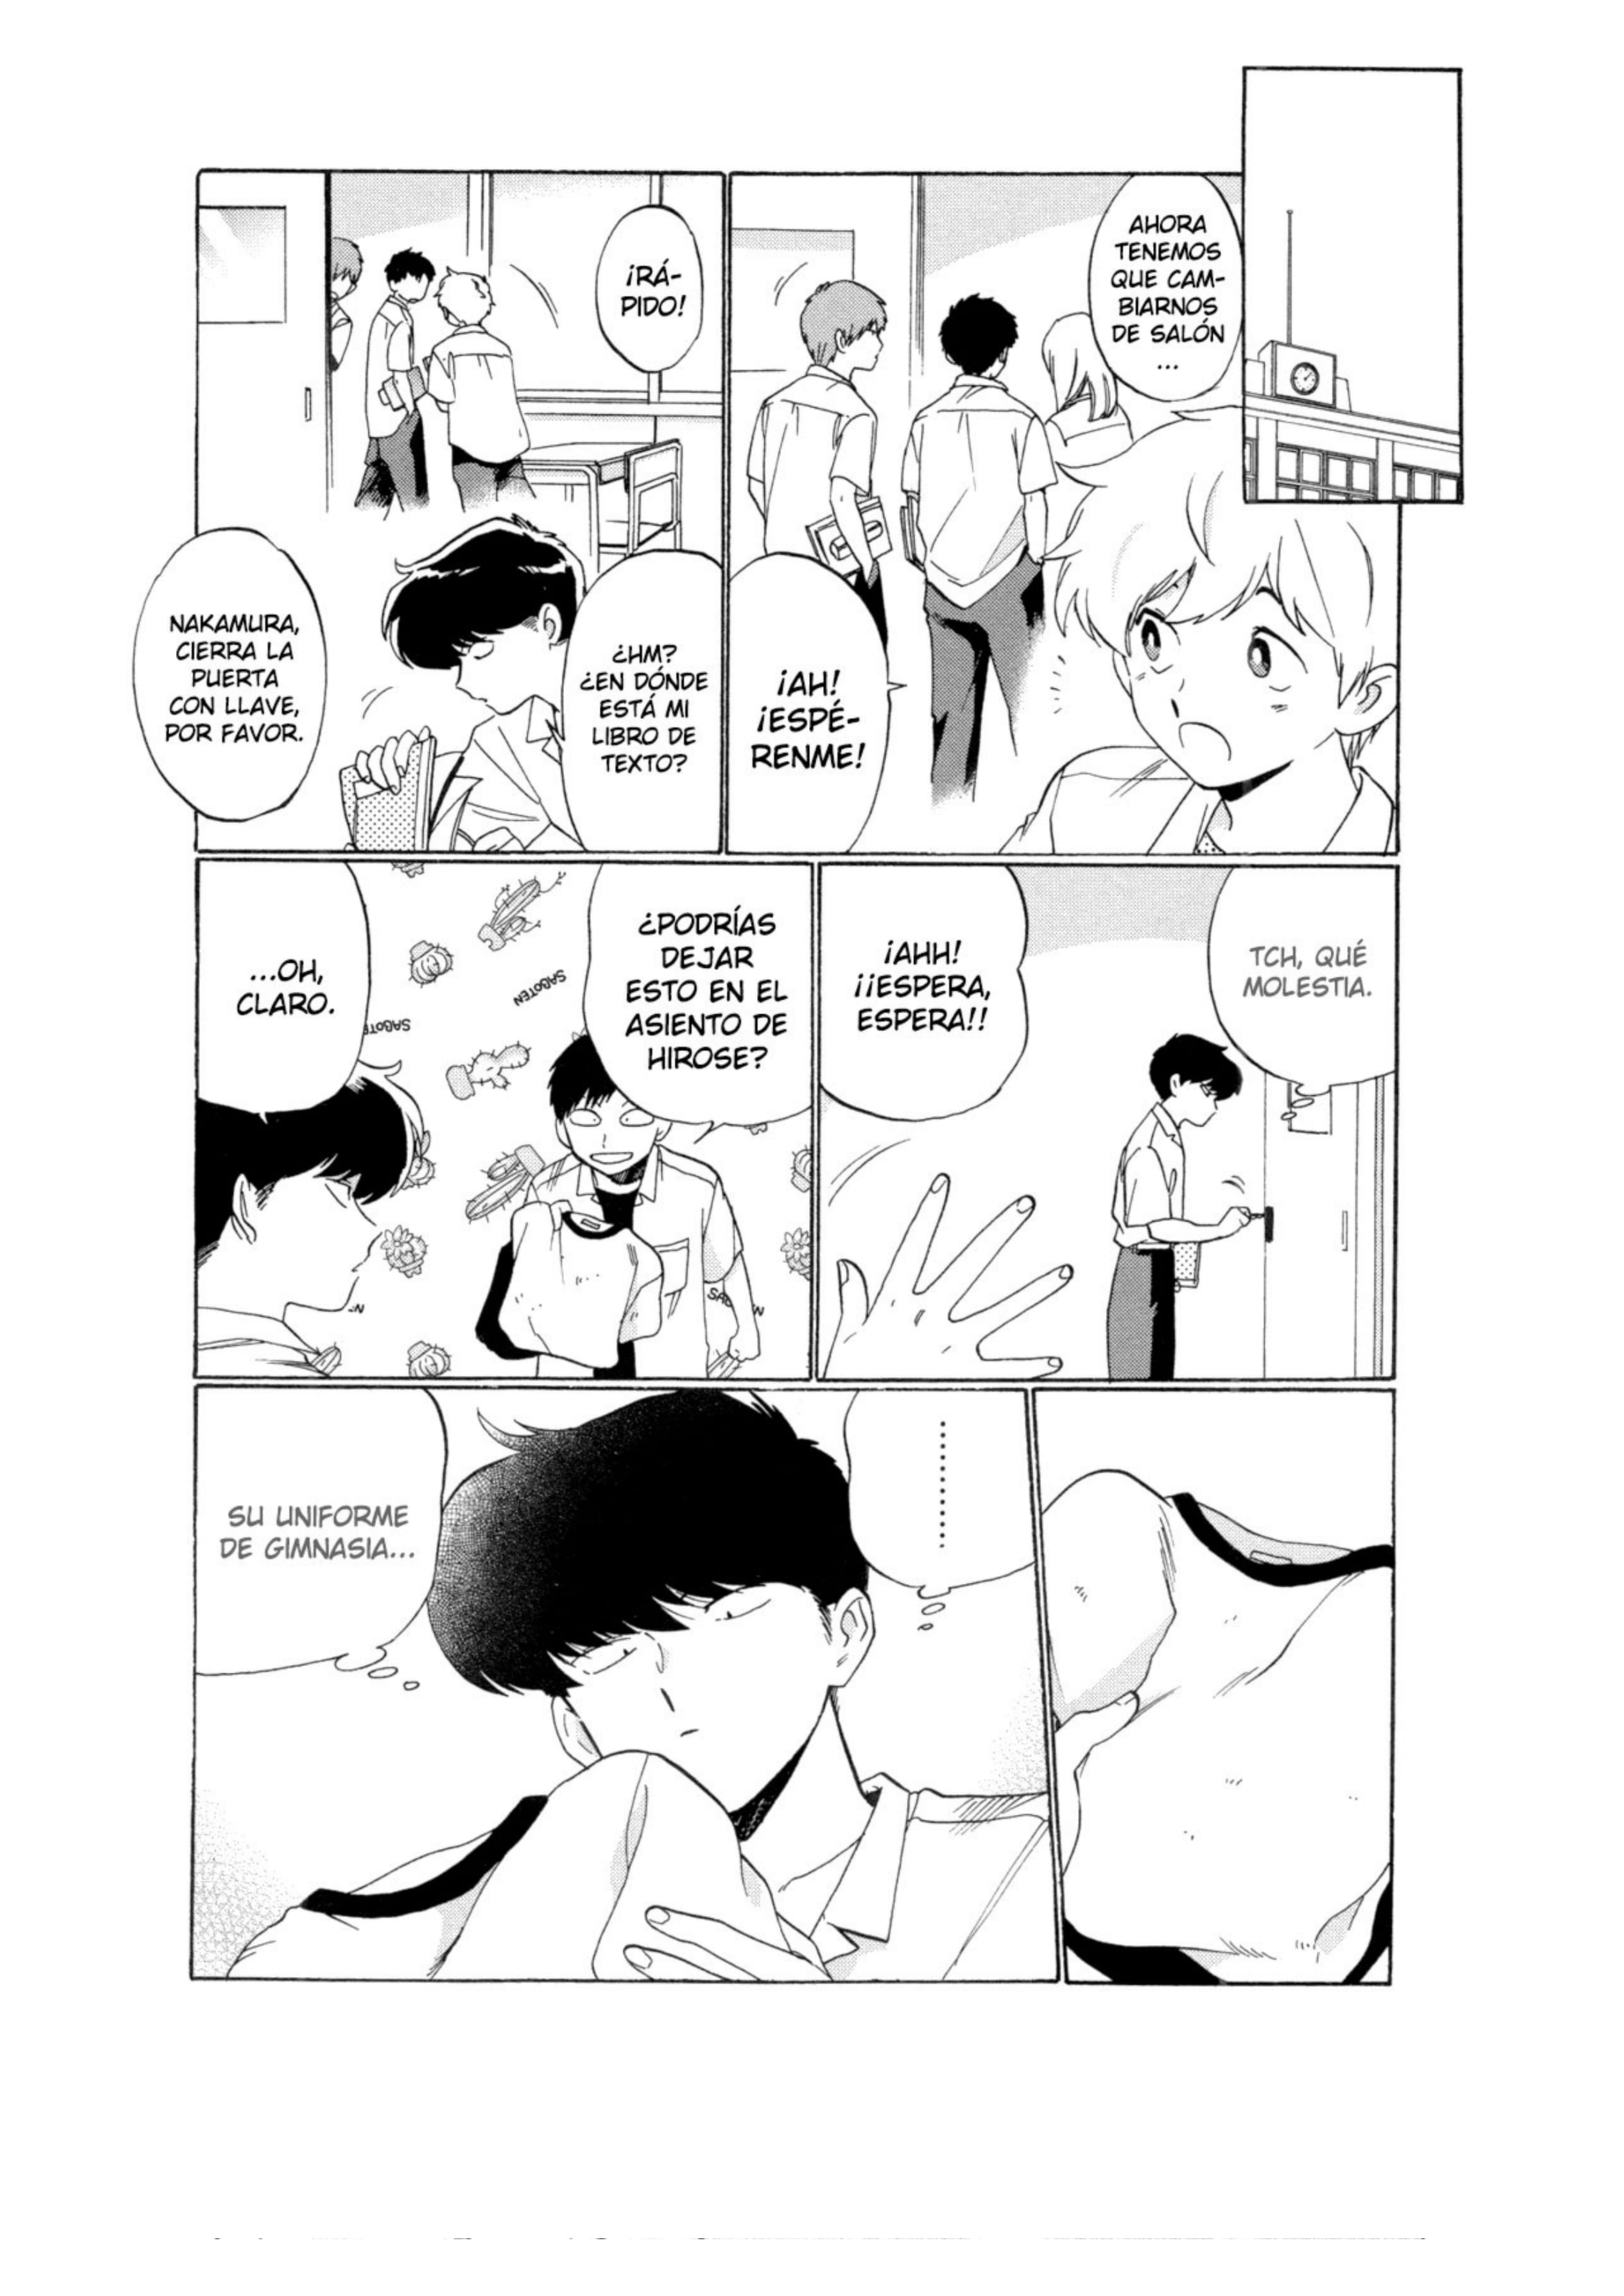 AHORA
TENEMOS
QUE CAM-
BIARNOS
DE SALÓN
...
¡AH!
¡ESPÉ-
RENME!
¡RÁ-
PIDO!
¿HM?
¿EN DÓNDE
ESTÁ MI
LIBRO DE
TEXTO?
NAKAMURA,
CIERRA LA
PUERTA
CON LLAVE,
POR FAVOR.
TCH, QUÉ
MOLESTIA.
¡AHH!
¡¡ESPERA,
ESPERA!!
¿PODRÍAS
DEJAR
ESTO EN EL
ASIENTO DE
HIROSE?
SABOTEN
SABOTE
...OH,
CLARO.
.........
SU UNIFORME
DE GIMNASIA...